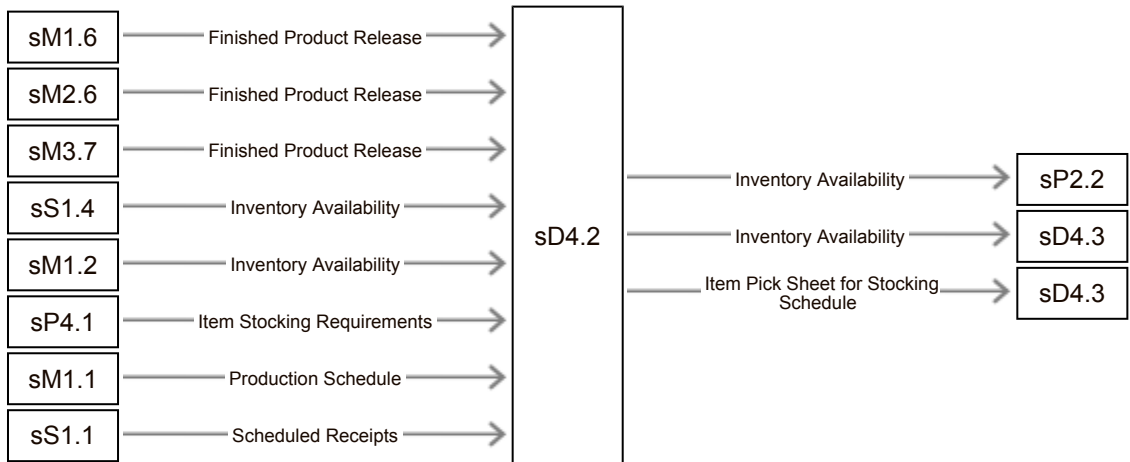 sM1.6
Finished Product Release
sM2.6
Finished Product Release
sM3.7
Finished Product Release
sS1.4
Inventory Availability
sM1.2
Inventory Availability
sP4.1
Item Stocking Requirements
sM1.1
Production Schedule
sS1.1
Scheduled Receipts
sD4.2
Inventory Availability
sP2.2
Inventory Availability
sD4.3
Item Pick Sheet for Stocking
Schedule
sD4.3